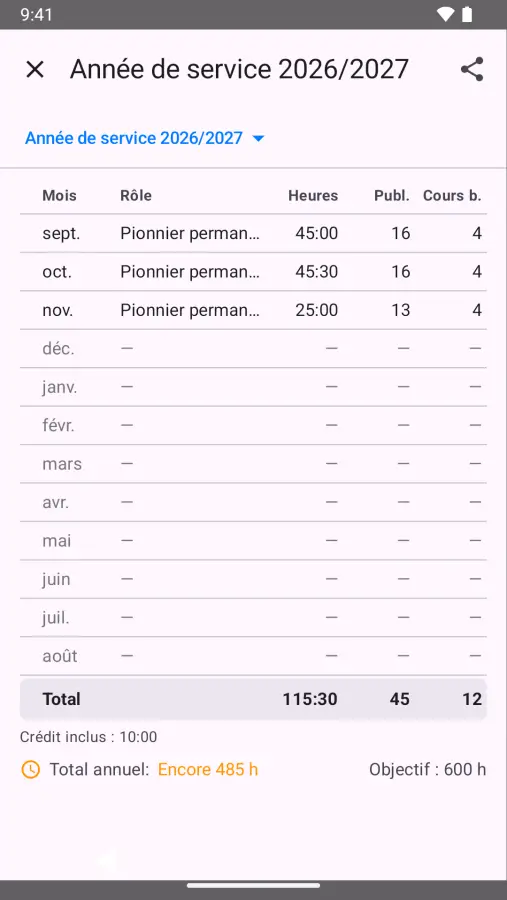 9:41
Année de service 2026/2027
Année de service 2026/2027
Mois Rôle Heures Publ. Cours b.
sept. Pionnier perman... 45:00 16 4
oct. Pionnier perman... 45:30 16 4
nov. Pionnier perman... 25:00 13 4
déc. — — — —
janv. — — — —
févr. — — — —
mars — — — —
avr. — — — —
mai — — — —
juin — — — —
juil. — — — —
août — — — —
Total 115:30 45 12
Crédit inclus : 10:00
Total annuel: Encore 485 h Objectif : 600 h